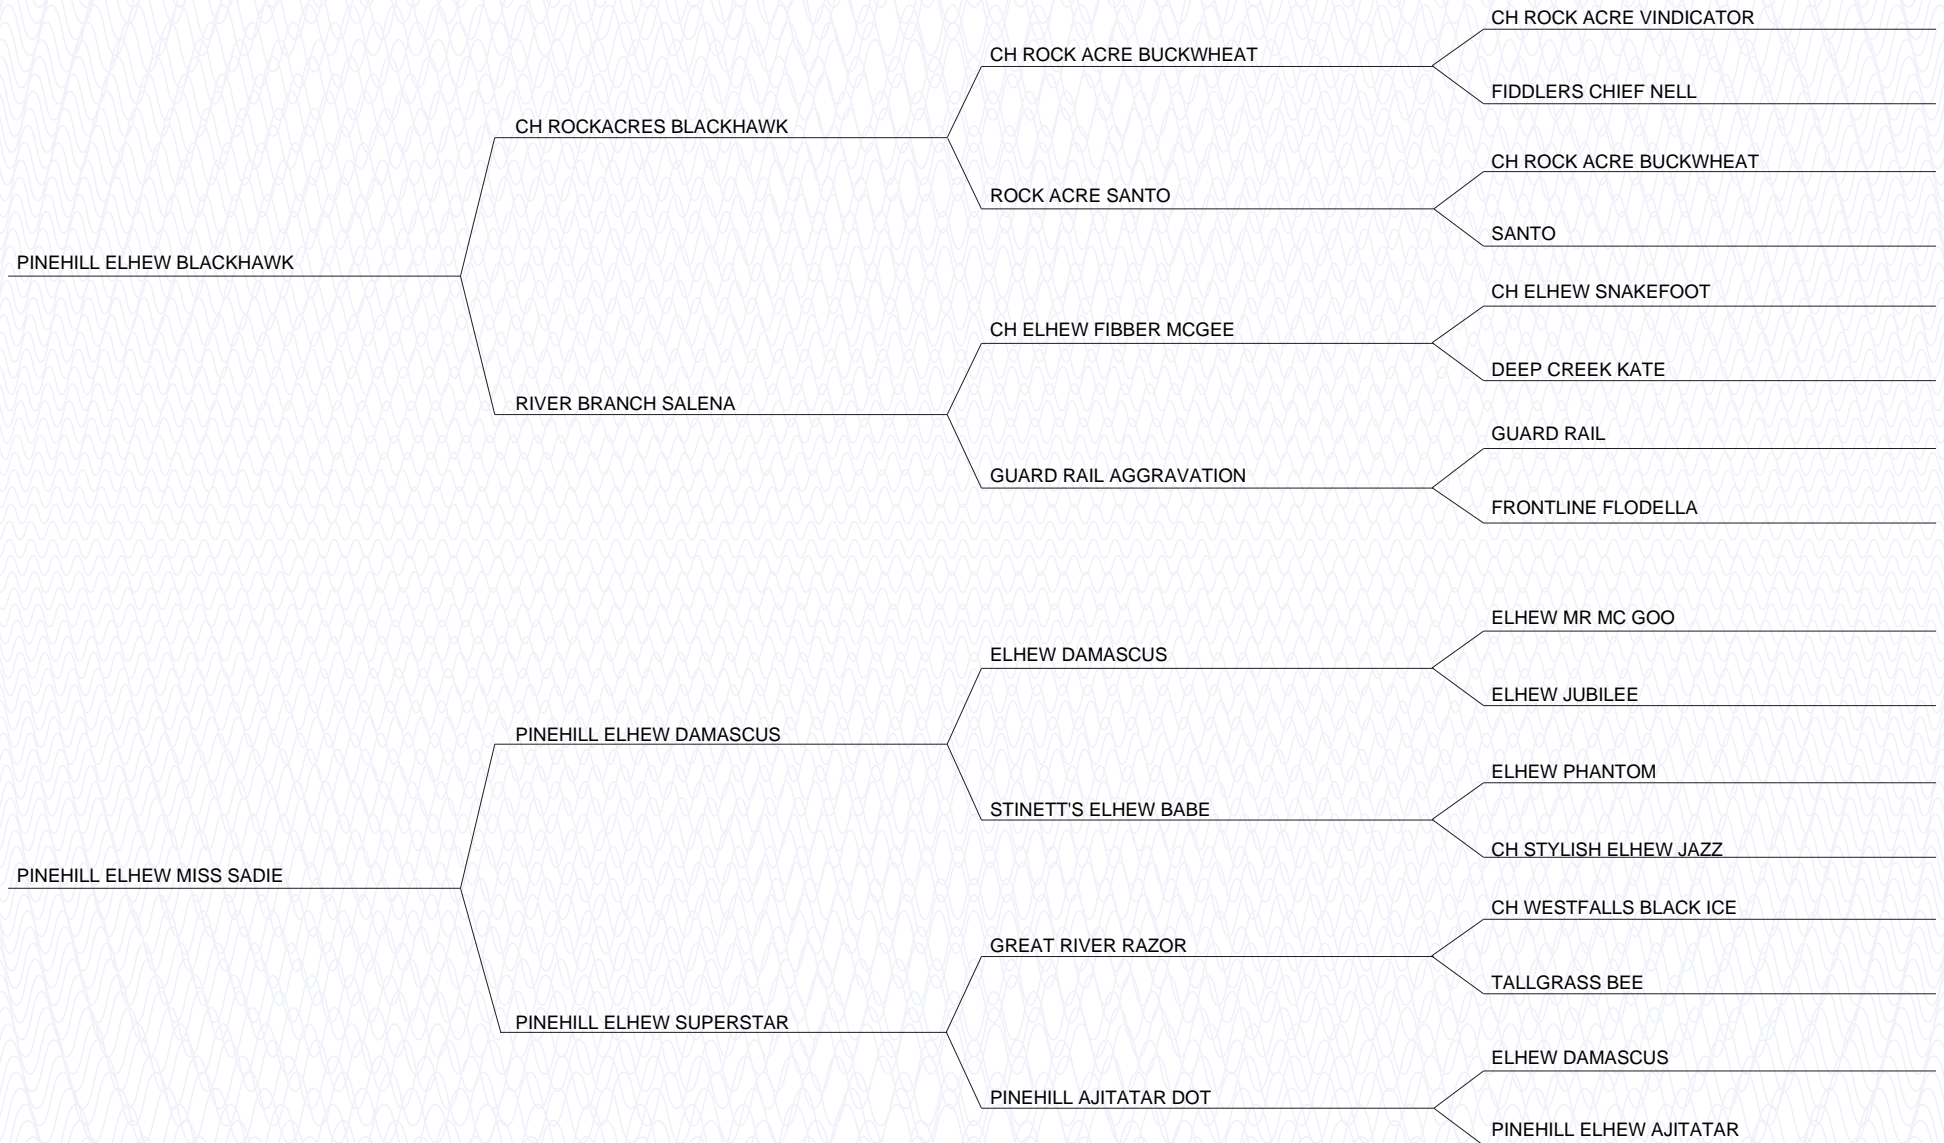 CH ROCK ACRE VINDICATOR
CH ROCK ACRE BUCKWHEAT
FIDDLERS CHIEF NELL
CH ROCKACRES BLACKHAWK
CH ROCK ACRE BUCKWHEAT
ROCK ACRE SANTO
SANTO
PINEHILL ELHEW BLACKHAWK
CH ELHEW SNAKEFOOT
CH ELHEW FIBBER MCGEE
DEEP CREEK KATE
RIVER BRANCH SALENA
GUARD RAIL
GUARD RAIL AGGRAVATION
FRONTLINE FLODELLA
ELHEW MR MC GOO
ELHEW DAMASCUS
ELHEW JUBILEE
PINEHILL ELHEW DAMASCUS
ELHEW PHANTOM
STINETT'S ELHEW BABE
CH STYLISH ELHEW JAZZ
PINEHILL ELHEW MISS SADIE
CH WESTFALLS BLACK ICE
GREAT RIVER RAZOR
TALLGRASS BEE
PINEHILL ELHEW SUPERSTAR
ELHEW DAMASCUS
PINEHILL AJITATAR DOT
PINEHILL ELHEW AJITATAR